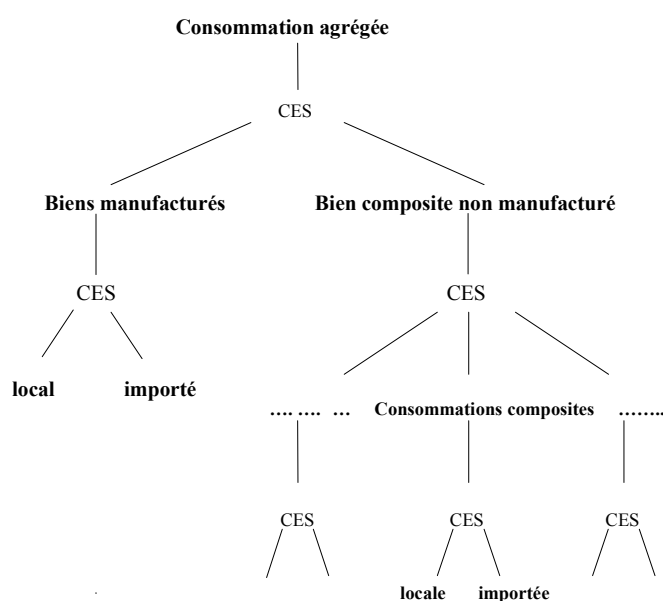 Consommation agrégée
CES
Biens manufacturés Bien composite non manufacturé
CES CES
local importé
.... .... ... Consommations composites ........
CES CES CES
locale importée